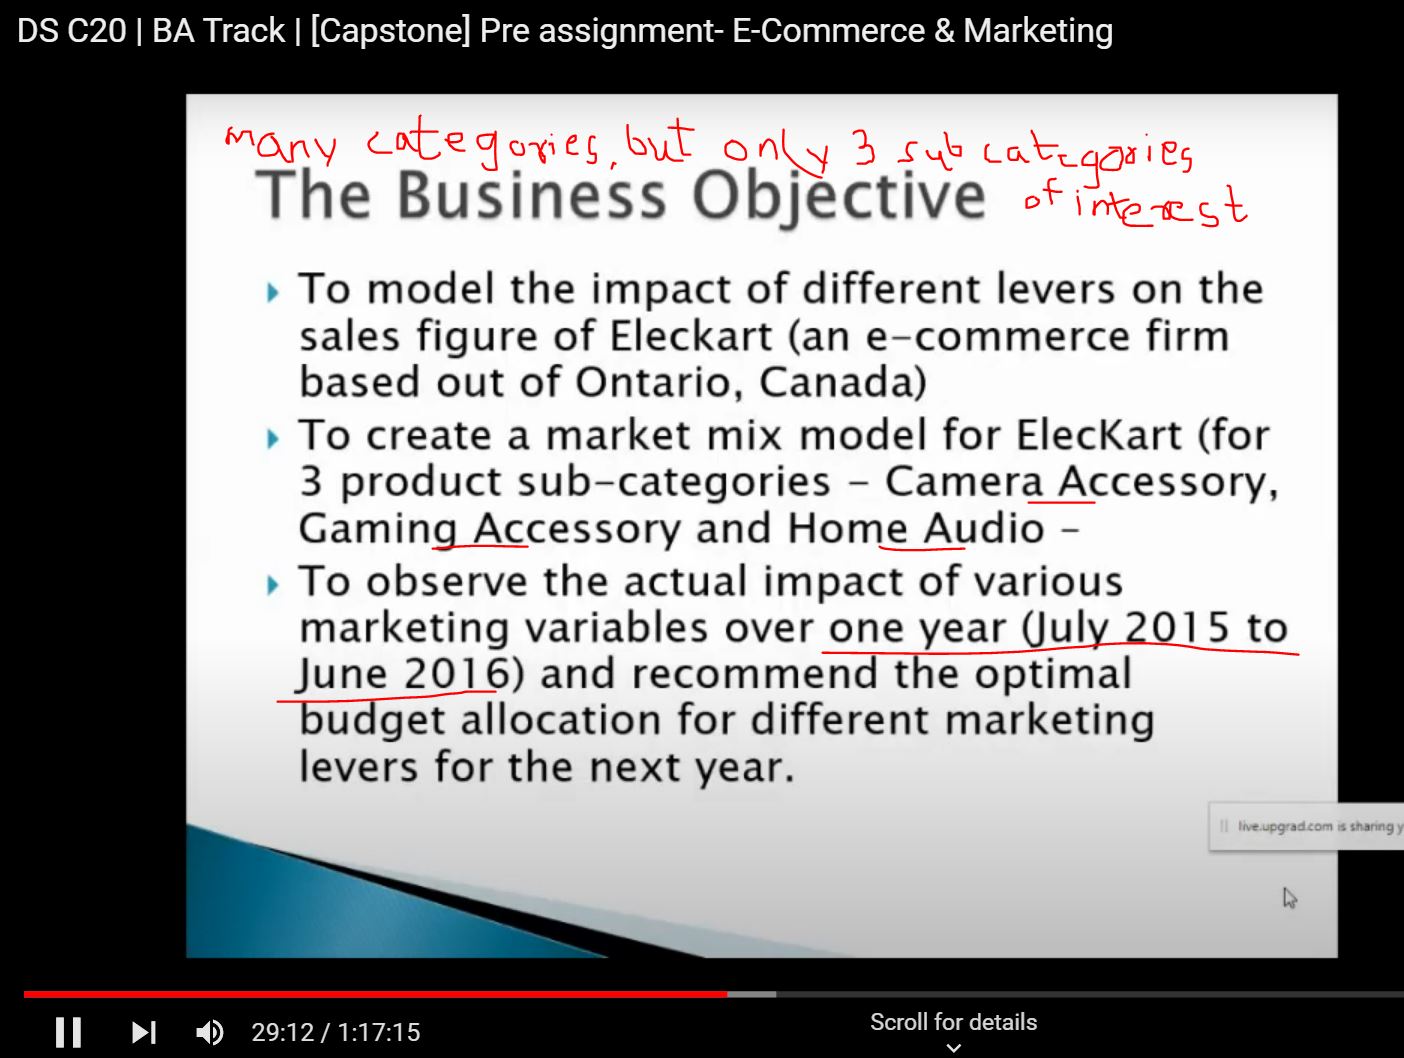 DS C20 | BA Track | [Capstone] Pre assignment- E-Commerce & Marketing
many categories, but only 3 sub categories
of interest
The Business Objective
To model the impact of different levers on the
sales figure of Eleckart (an e-commerce firm
based out of Ontario, Canada)
To create a market mix model for ElecKart (for
3 product sub-categories - Camera Accessory,
Gaming Accessory and Home Audio -
To observe the actual impact of various
marketing variables over one year (July 2015 to
June 2016) and recommend the optimal
budget allocation for different marketing
levers for the next year.
live.upgrad.com is sharing y
29:12 / 1:17:15
Scroll for details